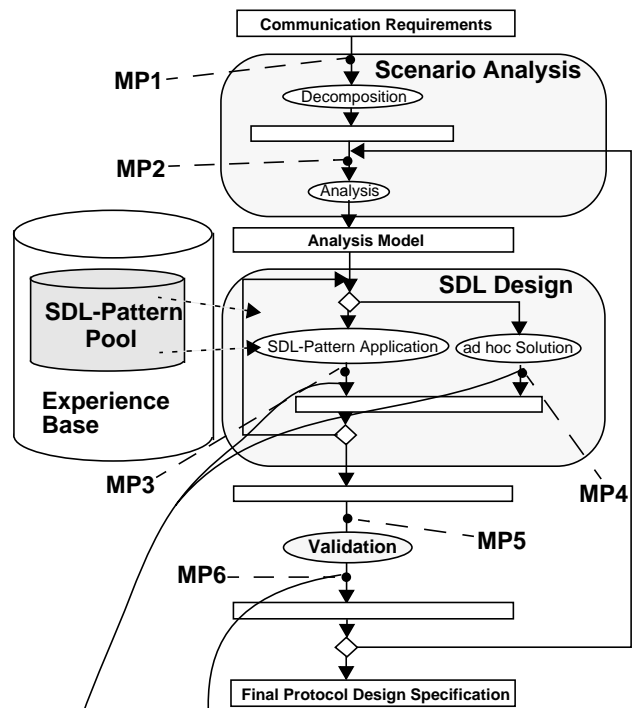 Communication Requirements
Scenario Analysis
MP1
Decomposition
MP2
Analysis
Analysis Model
SDL Design
SDL-Pattern
Pool
SDL-Pattern Application
ad hoc Solution
Experience
Base
MP3
MP4
MP5
Validation
MP6
Final Protocol Design Specification